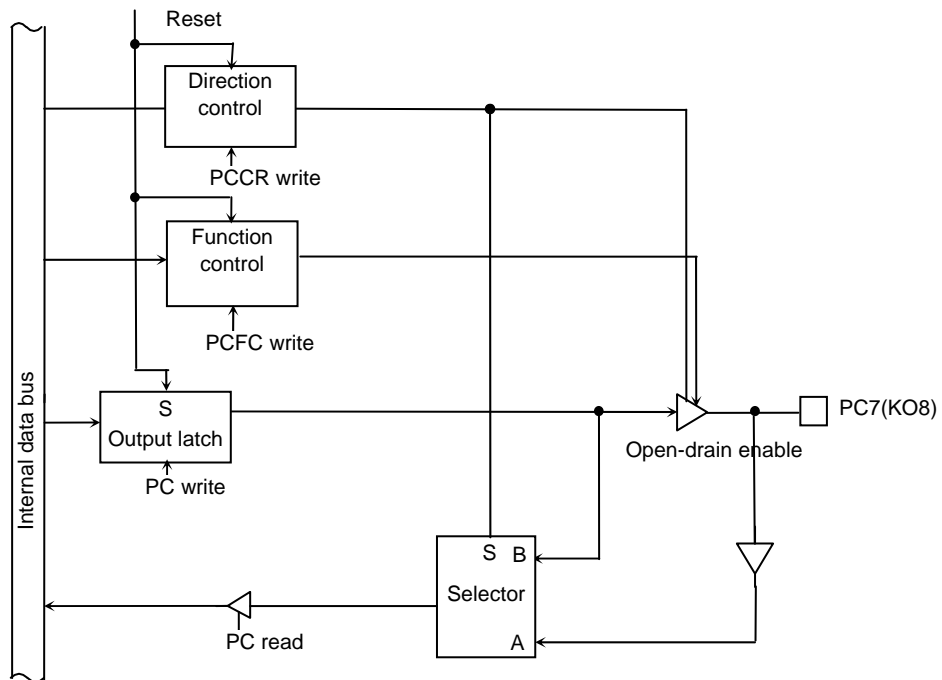 Reset
Direction
control
PCCR write
Function
control
PCFC write
Internal data bus
S
Output latch
PC write
PC7(KO8)
Open-drain enable
S B
Selector
A
PC read